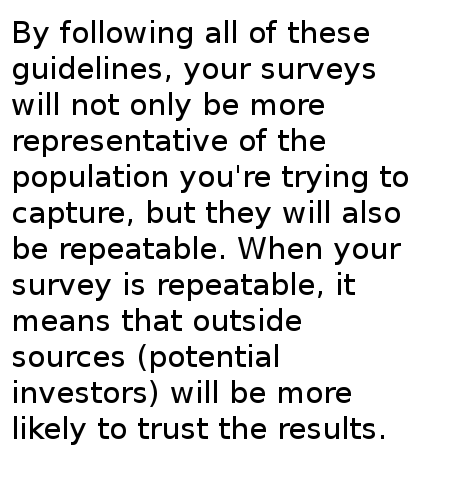 By following all of these
guidelines, your surveys
will not only be more
representative of the
population you're trying to
capture, but they will also
be repeatable. When your
survey is repeatable, it
means that outside
sources (potential
investors) will be more
likely to trust the results.